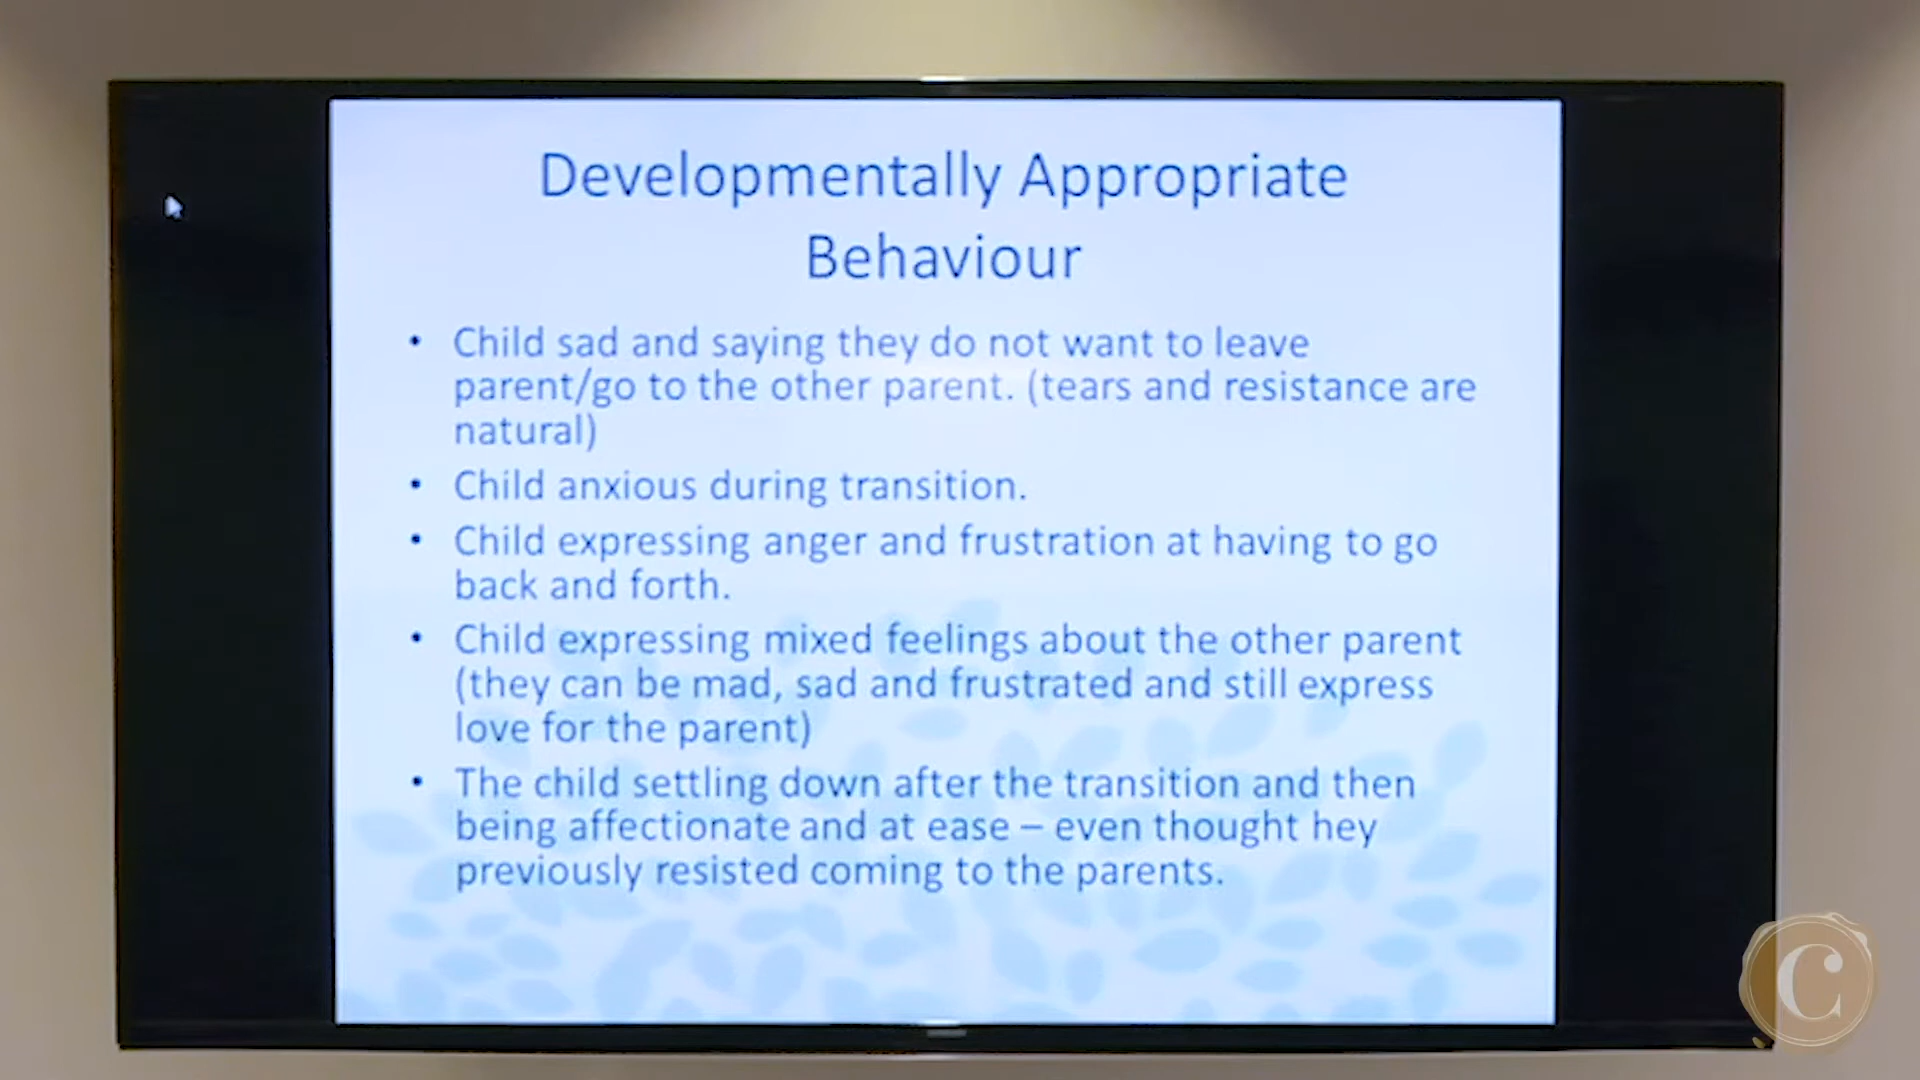 Developmentally Appropriate
Behaviour
• Child sad and saying they do not want to leave
parent/go to the other parent. (tears and resistance are
natural)
• Child anxious during transition.
• Child expressing anger and frustration at having to go
back and forth.
• Child expressing mixed feelings about the other parent
(they can be mad, sad and frustrated and still express
love for the parent)
• The child settling down after the transition and then
being affectionate and at ease – even thought hey
previously resisted coming to the parents.
C